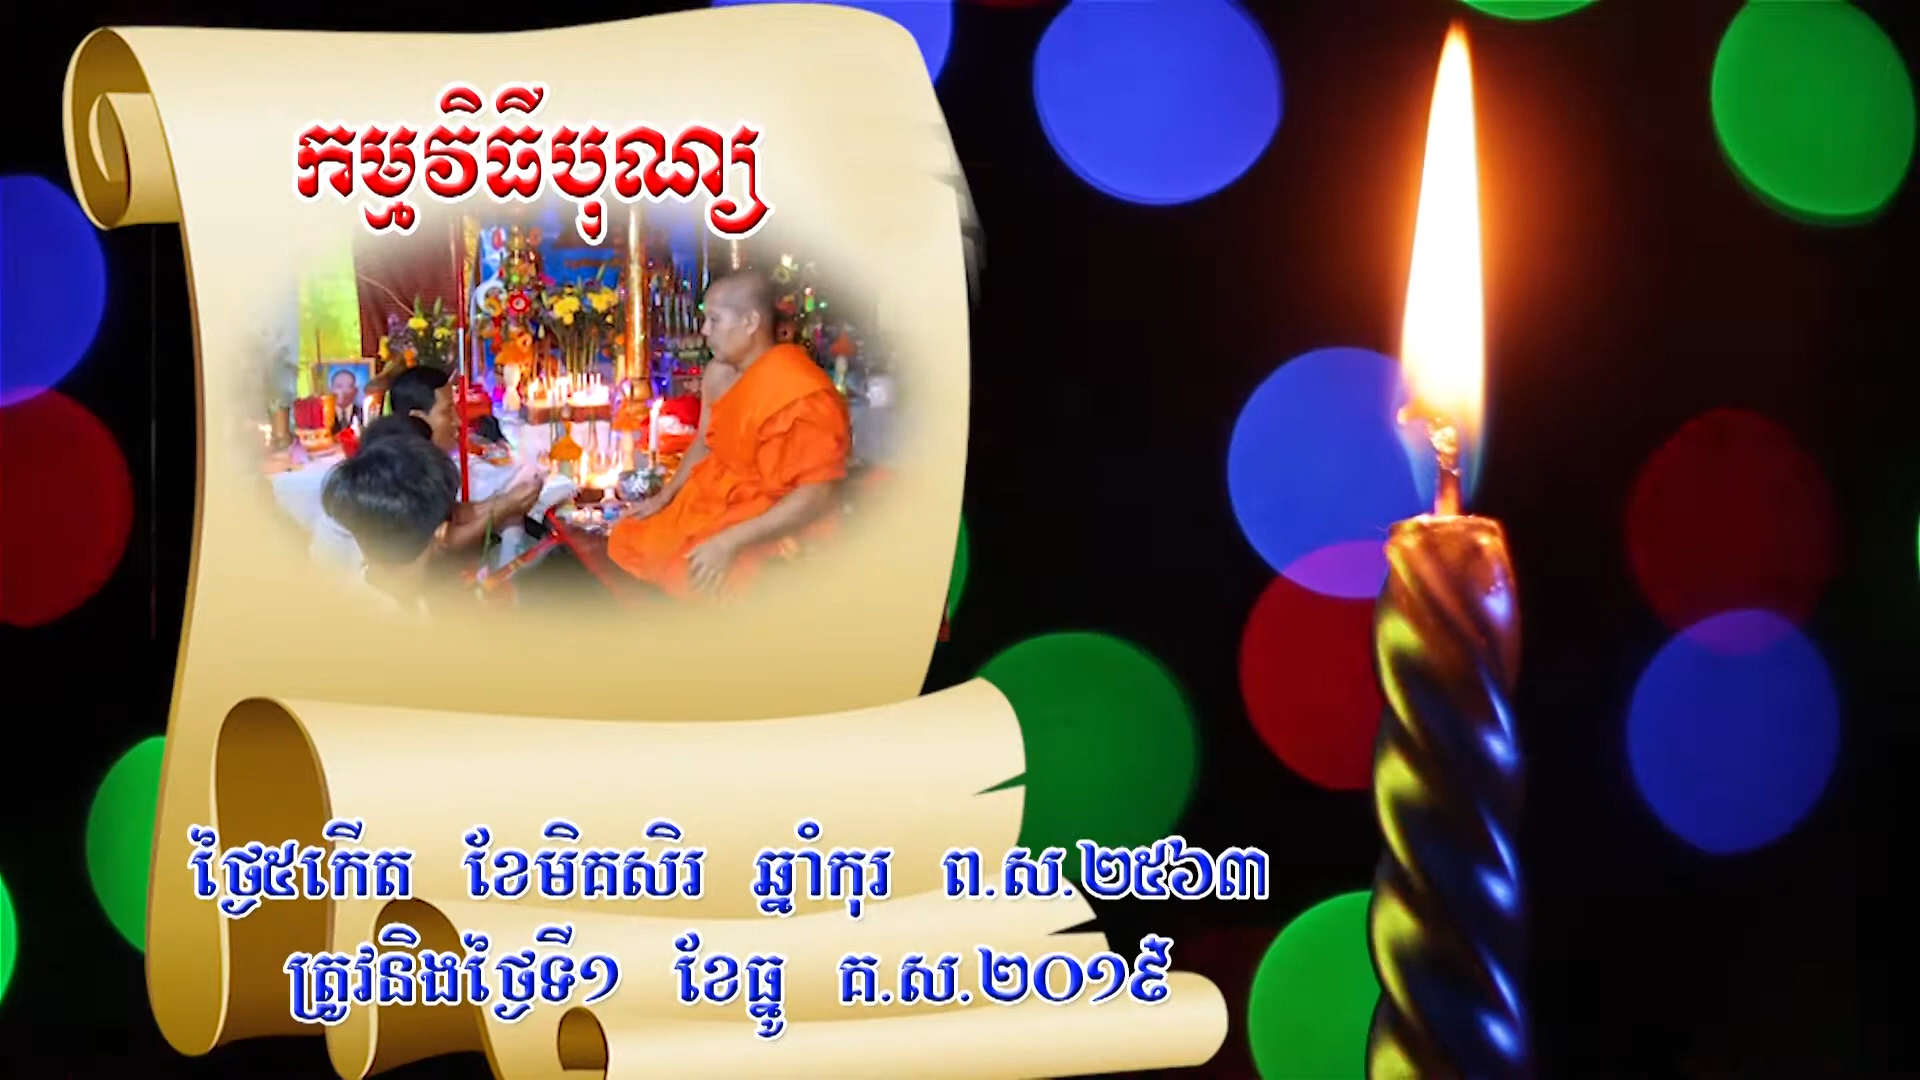 កម្មវិធីបុណ្យ
ថ្ងៃ៥កើត ខែមិគសិរ ឆ្នាំកុរ ព.ស.២៥៦៣
ត្រូវនិងថ្ងៃទី១ ខែធ្នូ គ.ស.២០១៩